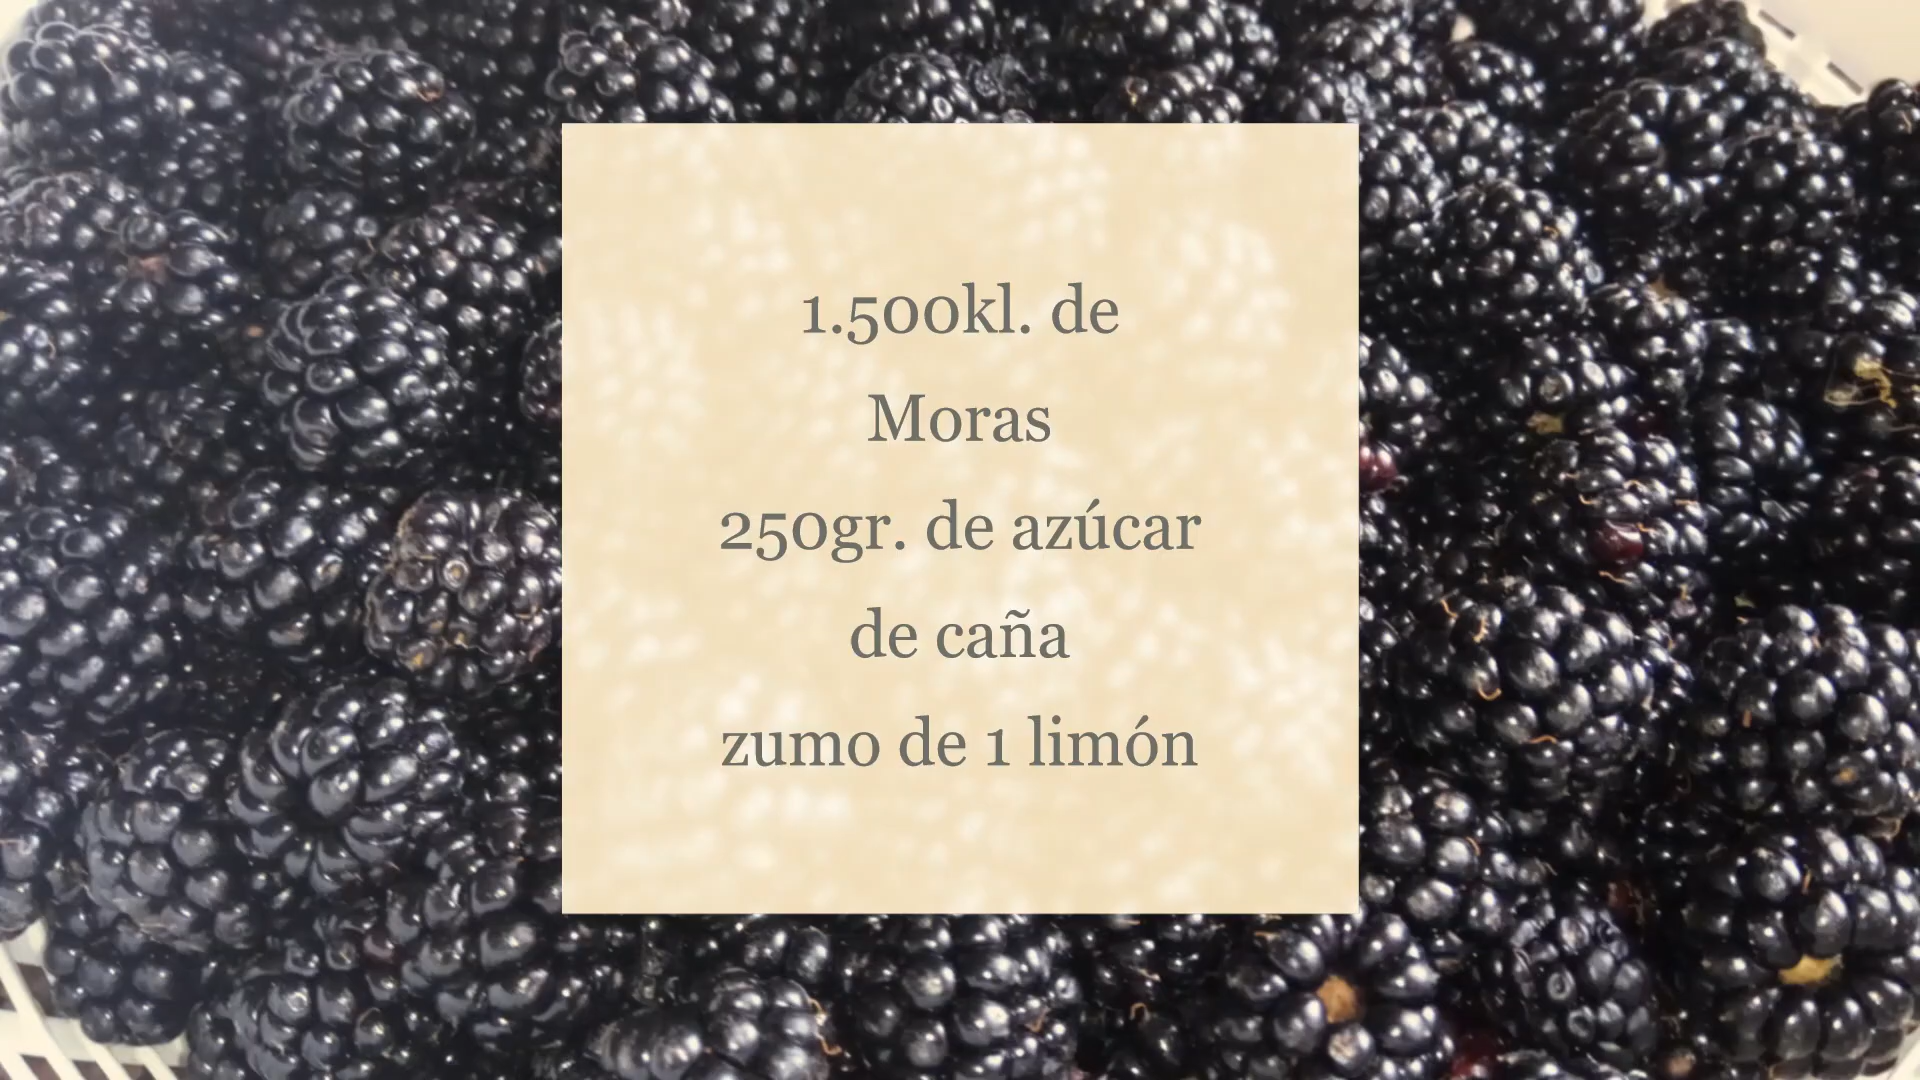 1.500kl. de
Moras
250gr. de azúcar
de caña
zumo de 1 limón